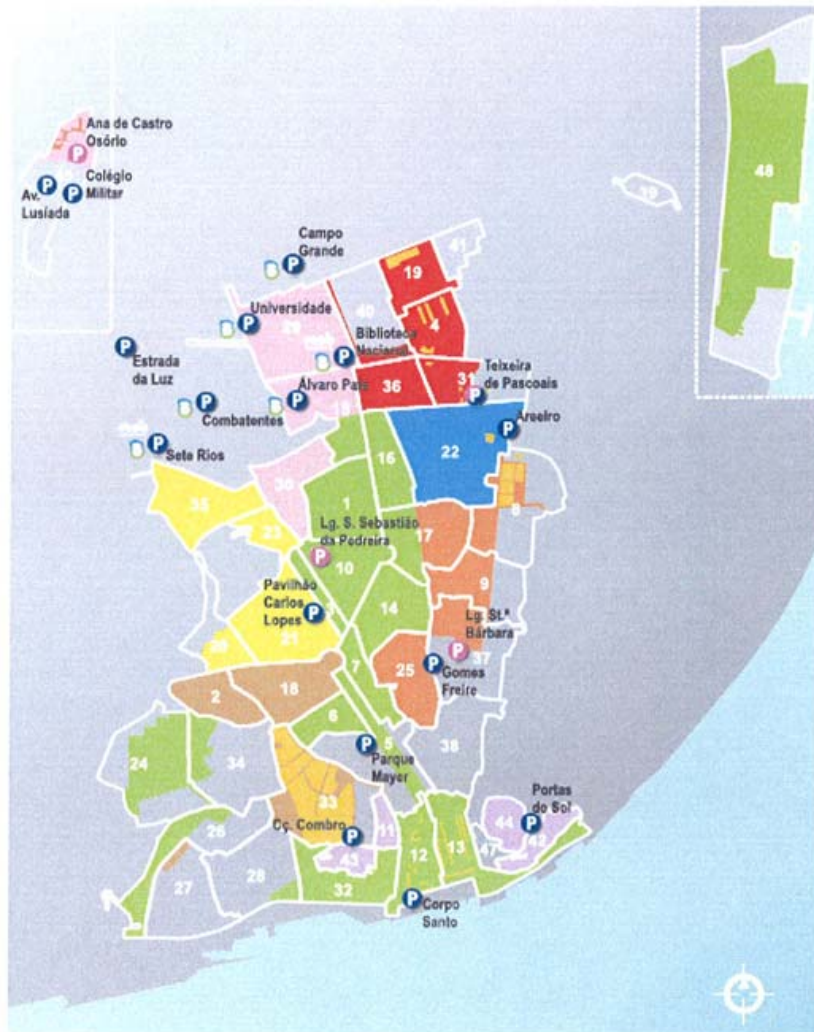 Ana de Castro
Osório
P
Colégio
Militar
P
P
Av.
Lusíada
48
39
Campo
Grande
P
41
19
Universidade
P
29
40
4
Biblioteca
Nacional
P
Estrada
da Luz
P
Teixeira
de Pascoais
P
31
36
Álvaro Pais
P
Combatentes
P
Areeiro
P
Sete Rios
P
16
22
30
1
8
35
23
17
Lg. S. Sebastião
da Pedreira
P
10
9
Pavilhão
Carlos
Lopes
P
3
14
Lg. St.ª
Bárbara
P
37
21
20
7
25
P
Gomes
Freire
18
2
6
5
38
24
34
P
Parque
Mayer
Portas
do Sol
P
33
Cç. Combro
P
11
44
42
26
12
13
47
43
27
28
32
P
Corpo
Santo